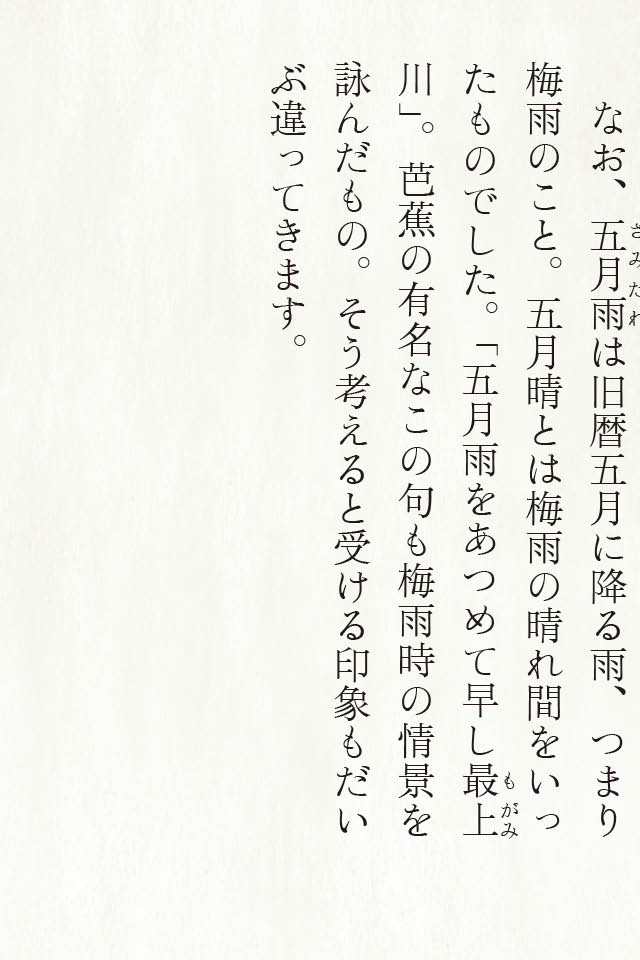 なお、五月雨は旧暦五月に降る雨、つまり
梅雨のこと。五月晴とは梅雨の晴れ間をいっ
たものでした。「五月雨をあつめて早し最上
川」。芭蕉の有名なこの句も梅雨時の情景を
詠んだもの。そう考えると受ける印象もだい
ぶ違ってきます。
さみだれ
もがみ